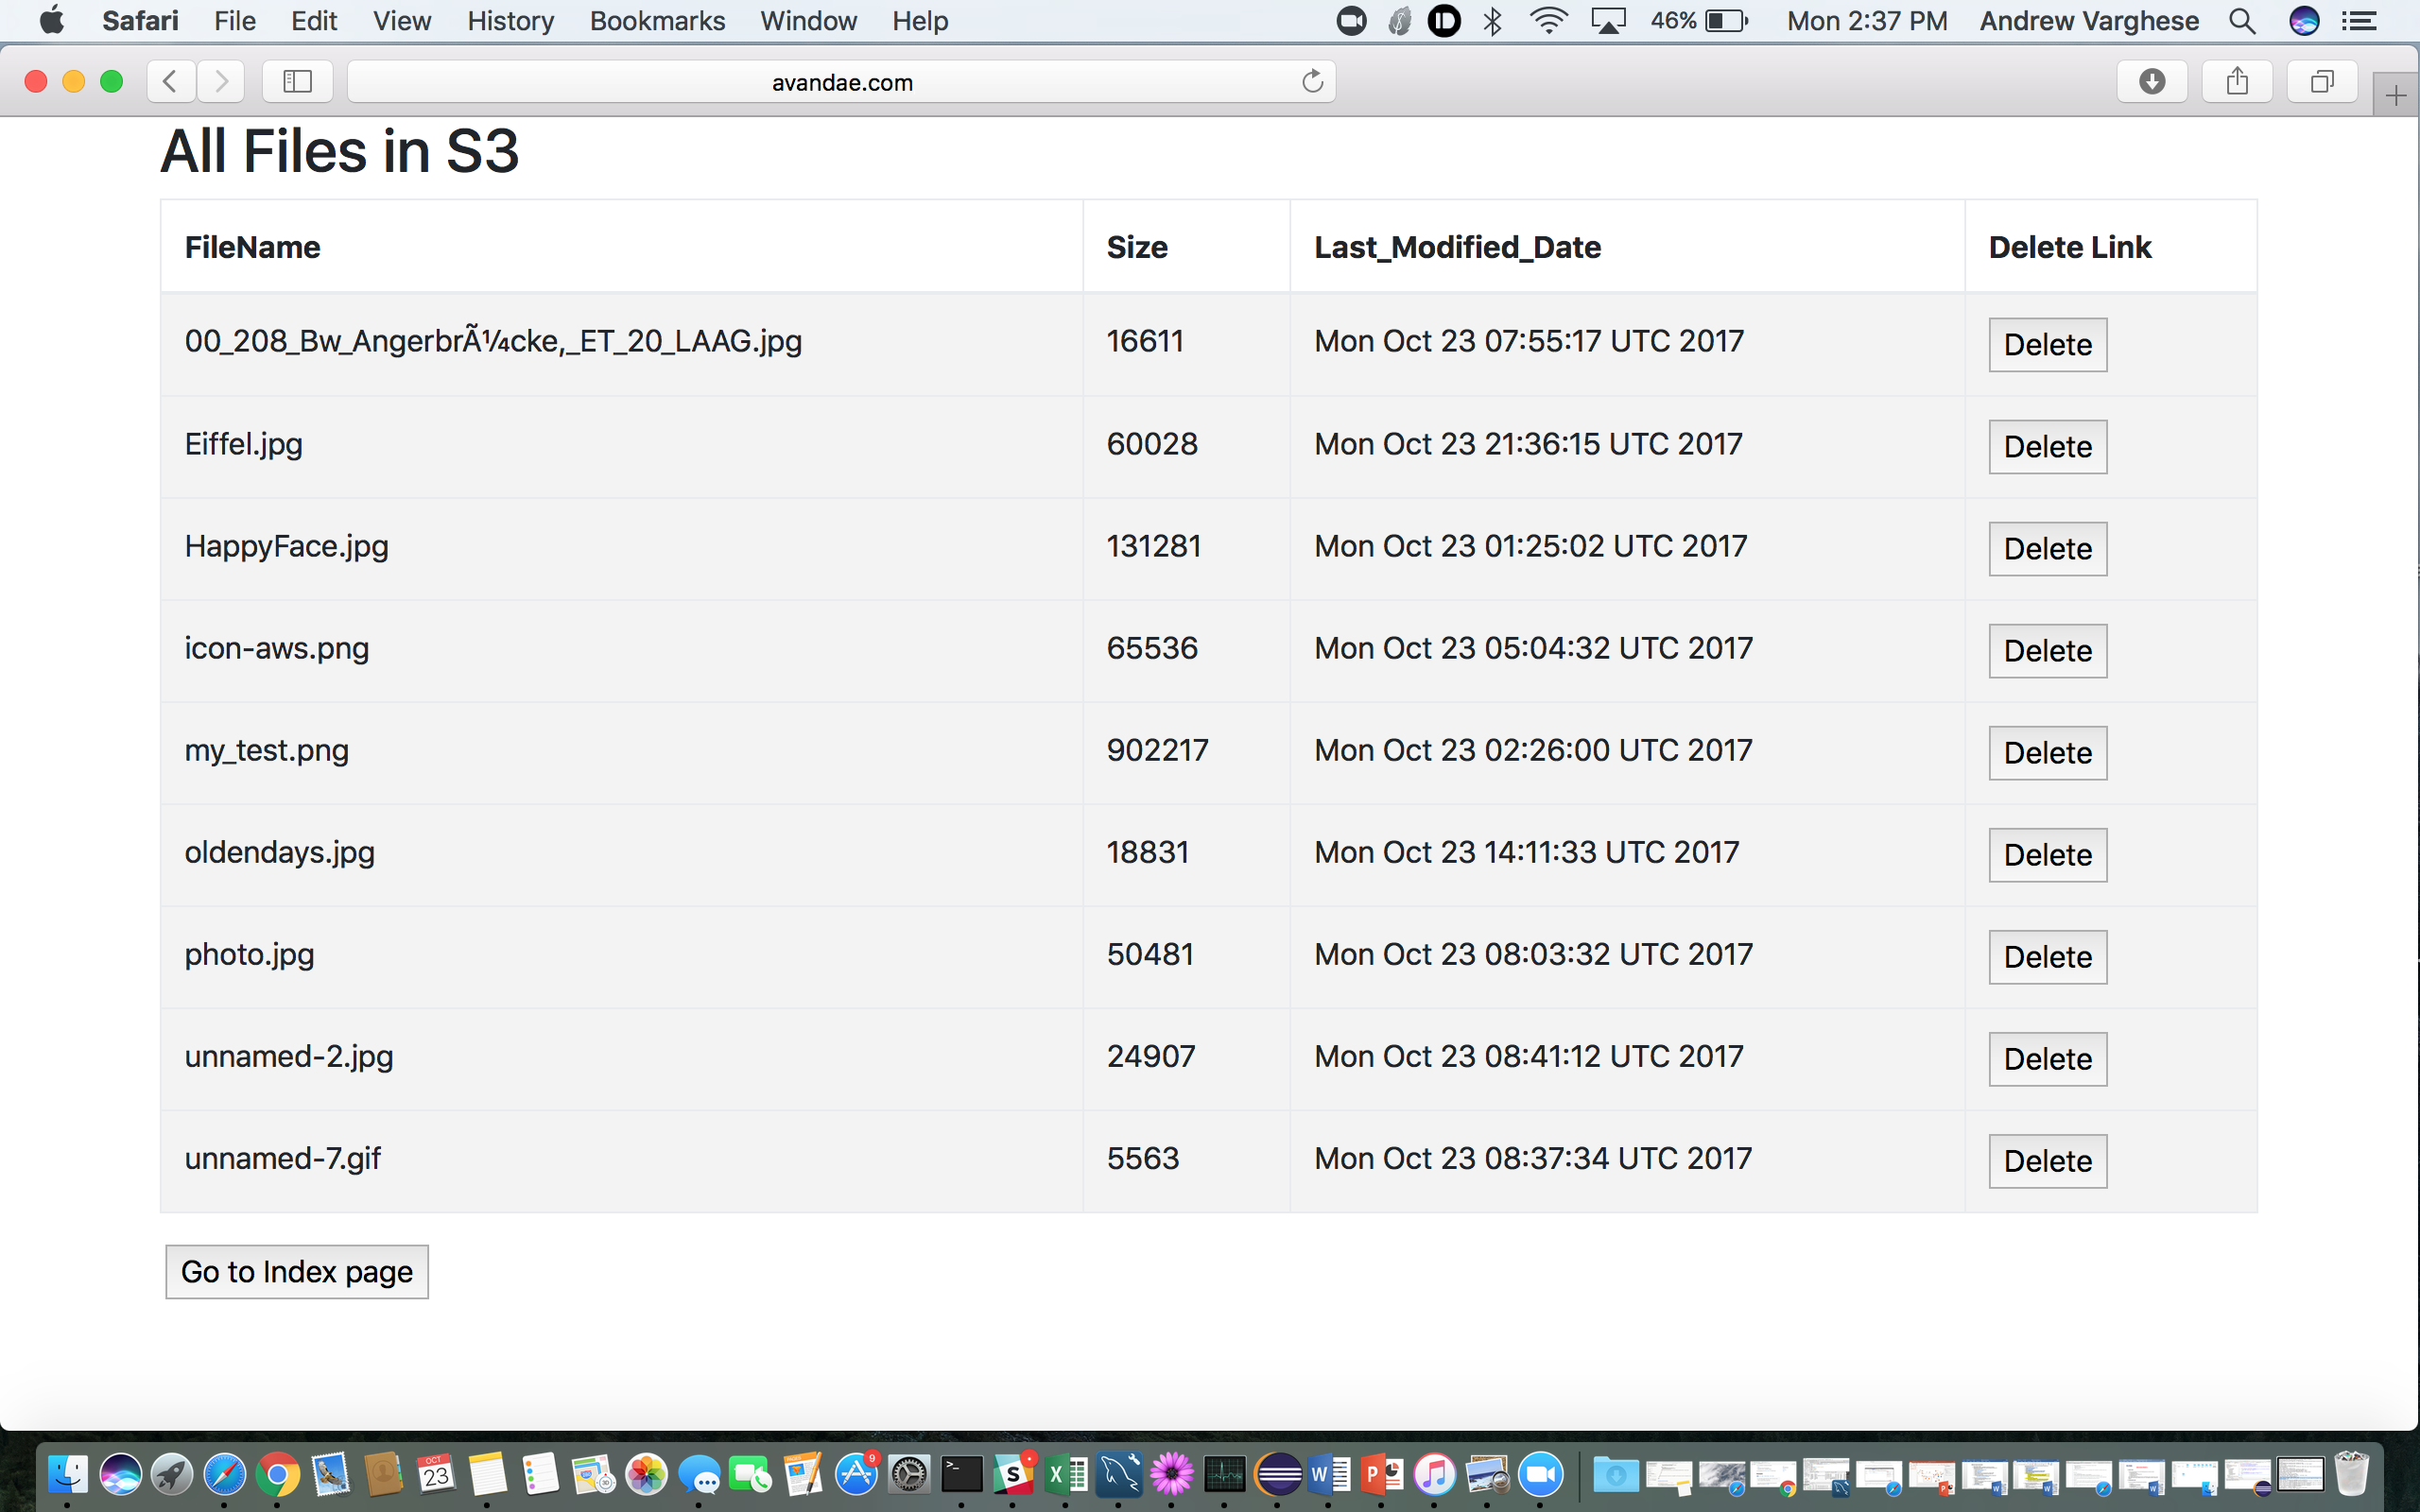 Safari File Edit View History Bookmarks Window Help 46% Mon 2:37 PM Andrew Varghese
avandae.com
All Files in S3
FileName Size Last_Modified_Date Delete Link
00_208_Bw_AngerbrÃ¼cke,_ET_20_LAAG.jpg 16611 Mon Oct 23 07:55:17 UTC 2017 Delete
Eiffel.jpg 60028 Mon Oct 23 21:36:15 UTC 2017 Delete
HappyFace.jpg 131281 Mon Oct 23 01:25:02 UTC 2017 Delete
icon-aws.png 65536 Mon Oct 23 05:04:32 UTC 2017 Delete
my_test.png 902217 Mon Oct 23 02:26:00 UTC 2017 Delete
oldendays.jpg 18831 Mon Oct 23 14:11:33 UTC 2017 Delete
photo.jpg 50481 Mon Oct 23 08:03:32 UTC 2017 Delete
unnamed-2.jpg 24907 Mon Oct 23 08:41:12 UTC 2017 Delete
unnamed-7.gif 5563 Mon Oct 23 08:37:34 UTC 2017 Delete
Go to Index page
OCT
23
9